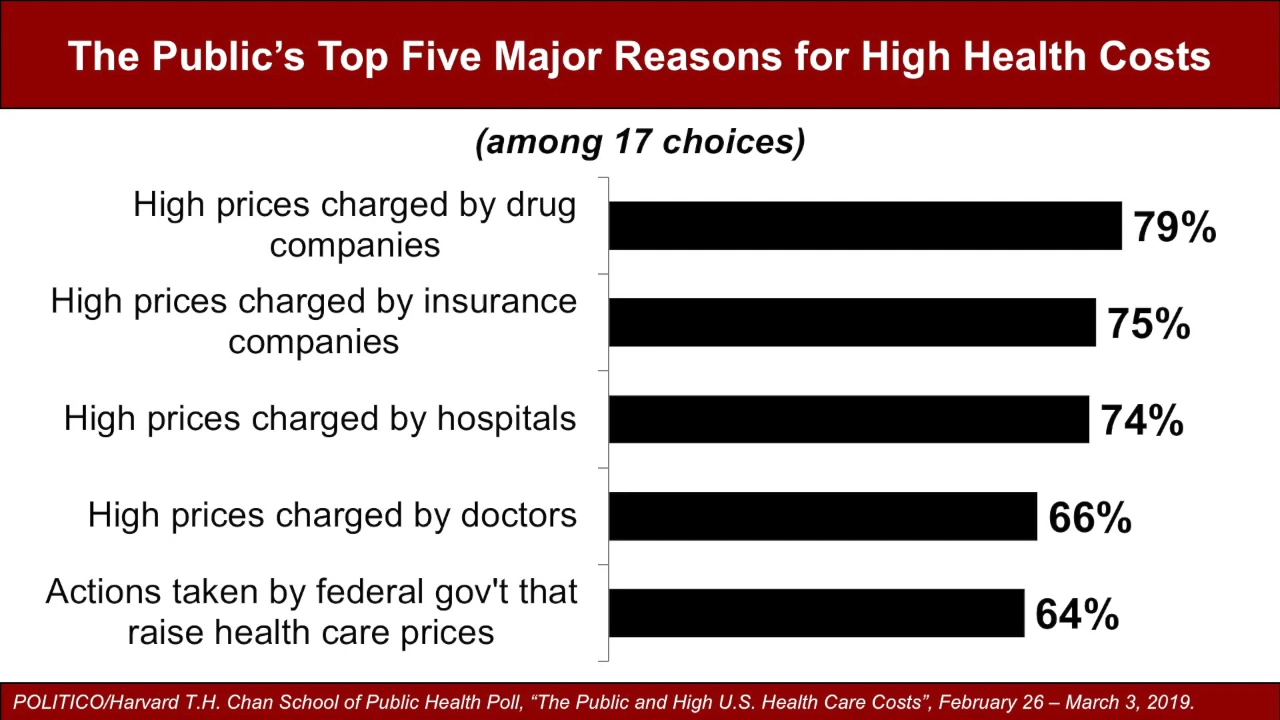 The Public’s Top Five Major Reasons for High Health Costs
(among 17 choices)
High prices charged by drug
companies
79%
High prices charged by insurance
companies
75%
High prices charged by hospitals
74%
High prices charged by doctors
66%
Actions taken by federal gov't that
raise health care prices
64%
POLITICO/Harvard T.H. Chan School of Public Health Poll, “The Public and High U.S. Health Care Costs”, February 26 – March 3, 2019.